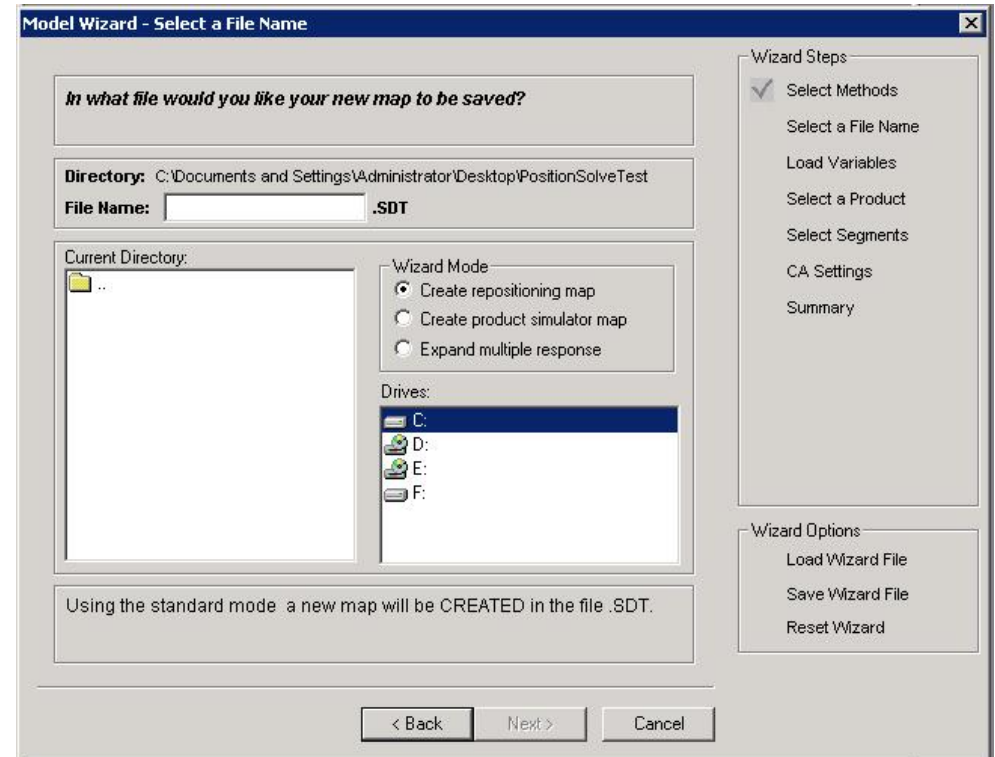 Model Wizard - Select a File Name
In what file would you like your new map to be saved?
Directory: C:\Documents and Settings\Administrator\Desktop\PositionSolveTest
File Name: .SDT
Current Directory:
..
Wizard Mode
Create repositioning map
Create product simulator map
Expand multiple response
Drives:
C:
D:
E:
F:
Using the standard mode a new map will be CREATED in the file .SDT.
< Back Next > Cancel
Wizard Steps
Select Methods
Select a File Name
Load Variables
Select a Product
Select Segments
CA Settings
Summary
Wizard Options
Load Wizard File
Save Wizard File
Reset Wizard